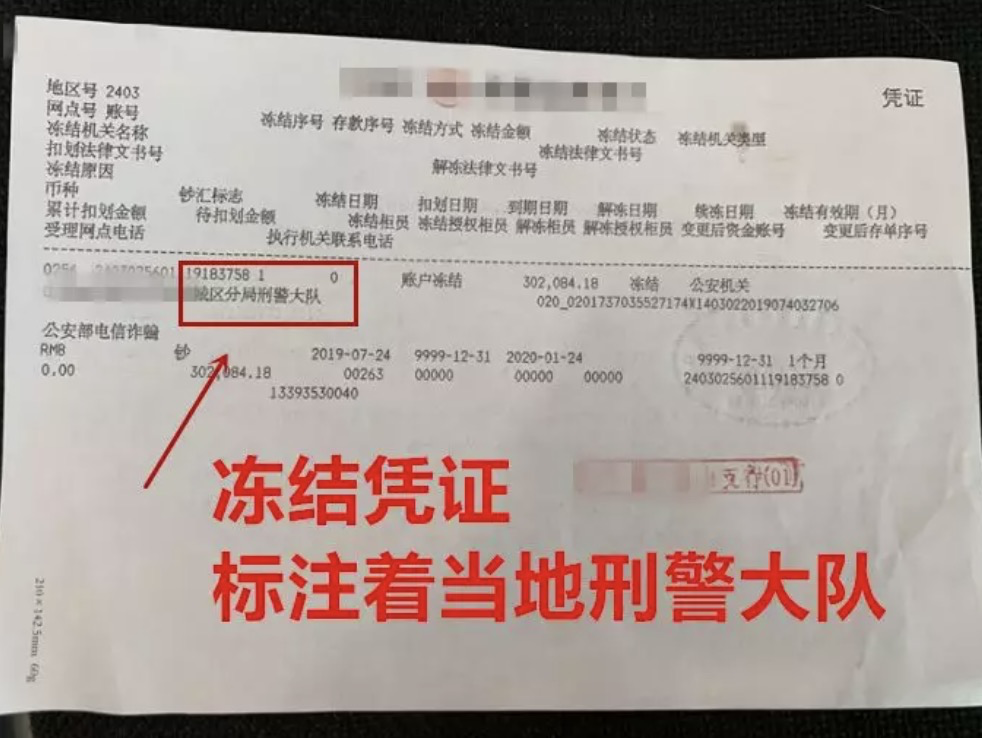 凭证
地区号 2403
网点号 账号 冻结序号 存款序号 冻结方式 冻结金额 冻结状态 冻结机关类型
冻结机关名称 冻结法律文书号
扣划法律文书号 解冻法律文书号
冻结原因
币种 钞汇标志 冻结日期 扣划日期 到期日期 解冻日期 续冻日期 冻结有效期（月）
累计扣划金额 待扣划金额 冻结柜员 冻结授权柜员 解冻柜员 解冻授权柜员 变更后资金账号 变更后存单序号
受理网点电话 执行机关联系电话
2403025601 19183758 1 0 账户冻结 302,084.18 冻结 公安机关
陵区分局刑警大队 020_0201737035527174
公安部电信诈骗
RMB 钞 2019-07-24 9999-12-31 2020-01-24 9999-12-31 1个月
0.00 302,084.18 00263 00000 00000 00000 2403025601119183758 0
13393530040
冻结凭证
标注着当地刑警大队
(01)
210×142.5mm 60g